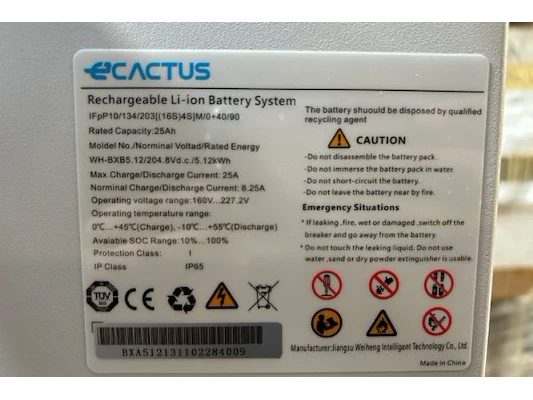 eCACTUS
Rechargeable Li-ion Battery System
IFpP10/134/203[(16S)4S]M/0+40/90
Rated Capacity:25Ah
Moldel No./Norminal Voltad/Rated Energy
WH-BXB5.12/204.8Vd.c./5.12kWh
Max.Charge/Discharge Current: 25A
Norminal Charge/Discharge Current: 8.25A
Operating voltage range:160V...227.2V
Operating temperature range:
0℃...+45℃(Charge), -10℃...+55℃(Discharge)
Avaiable SOC Range:10%...100%
Protection Class: I
IP Class IP65
TÜV
SUD
CE
BXA512131102284009
The battery shuould be disposed by qualified
recycling agent
CAUTION
-Do not disassemble the battery pack.
-Do not immerse the battery pack in water.
-Do not short-circuit the battery.
-Do not leave the battery near by fire.
Emergency Situations
* If leaking ,fire, wet or damaged ,switch off the
breaker and go away from the battery.
* Do not touch the leaking liquid. Do not use
water ,sand or dry powder extinguisher is usable.
Manufacturer:Jiangsu Weiheng Intelligent Technology Co., Ltd.
Made in China